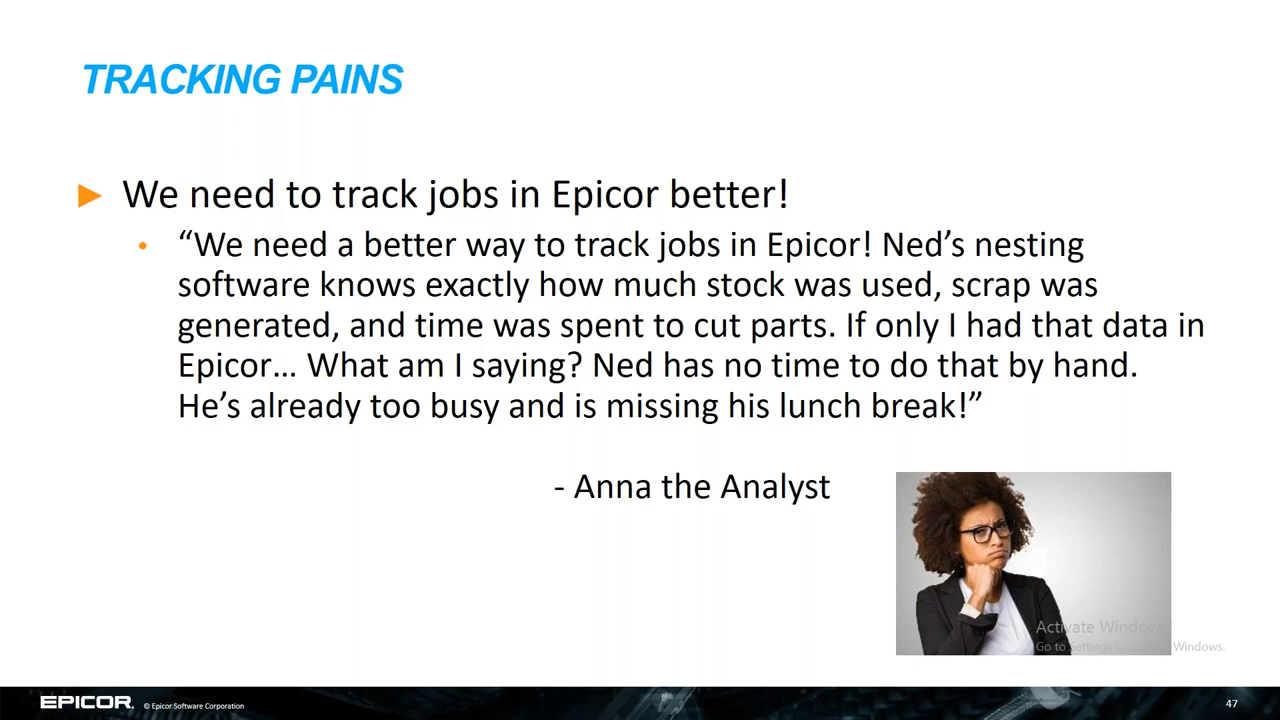 TRACKING PAINS
► We need to track jobs in Epicor better!
• “We need a better way to track jobs in Epicor! Ned’s nesting
software knows exactly how much stock was used, scrap was
generated, and time was spent to cut parts. If only I had that data in
Epicor… What am I saying? Ned has no time to do that by hand.
He’s already too busy and is missing his lunch break!”
- Anna the Analyst
Activate Windows
Go to Settings to Windows.
EPICOR. © Epicor Software Corporation
47